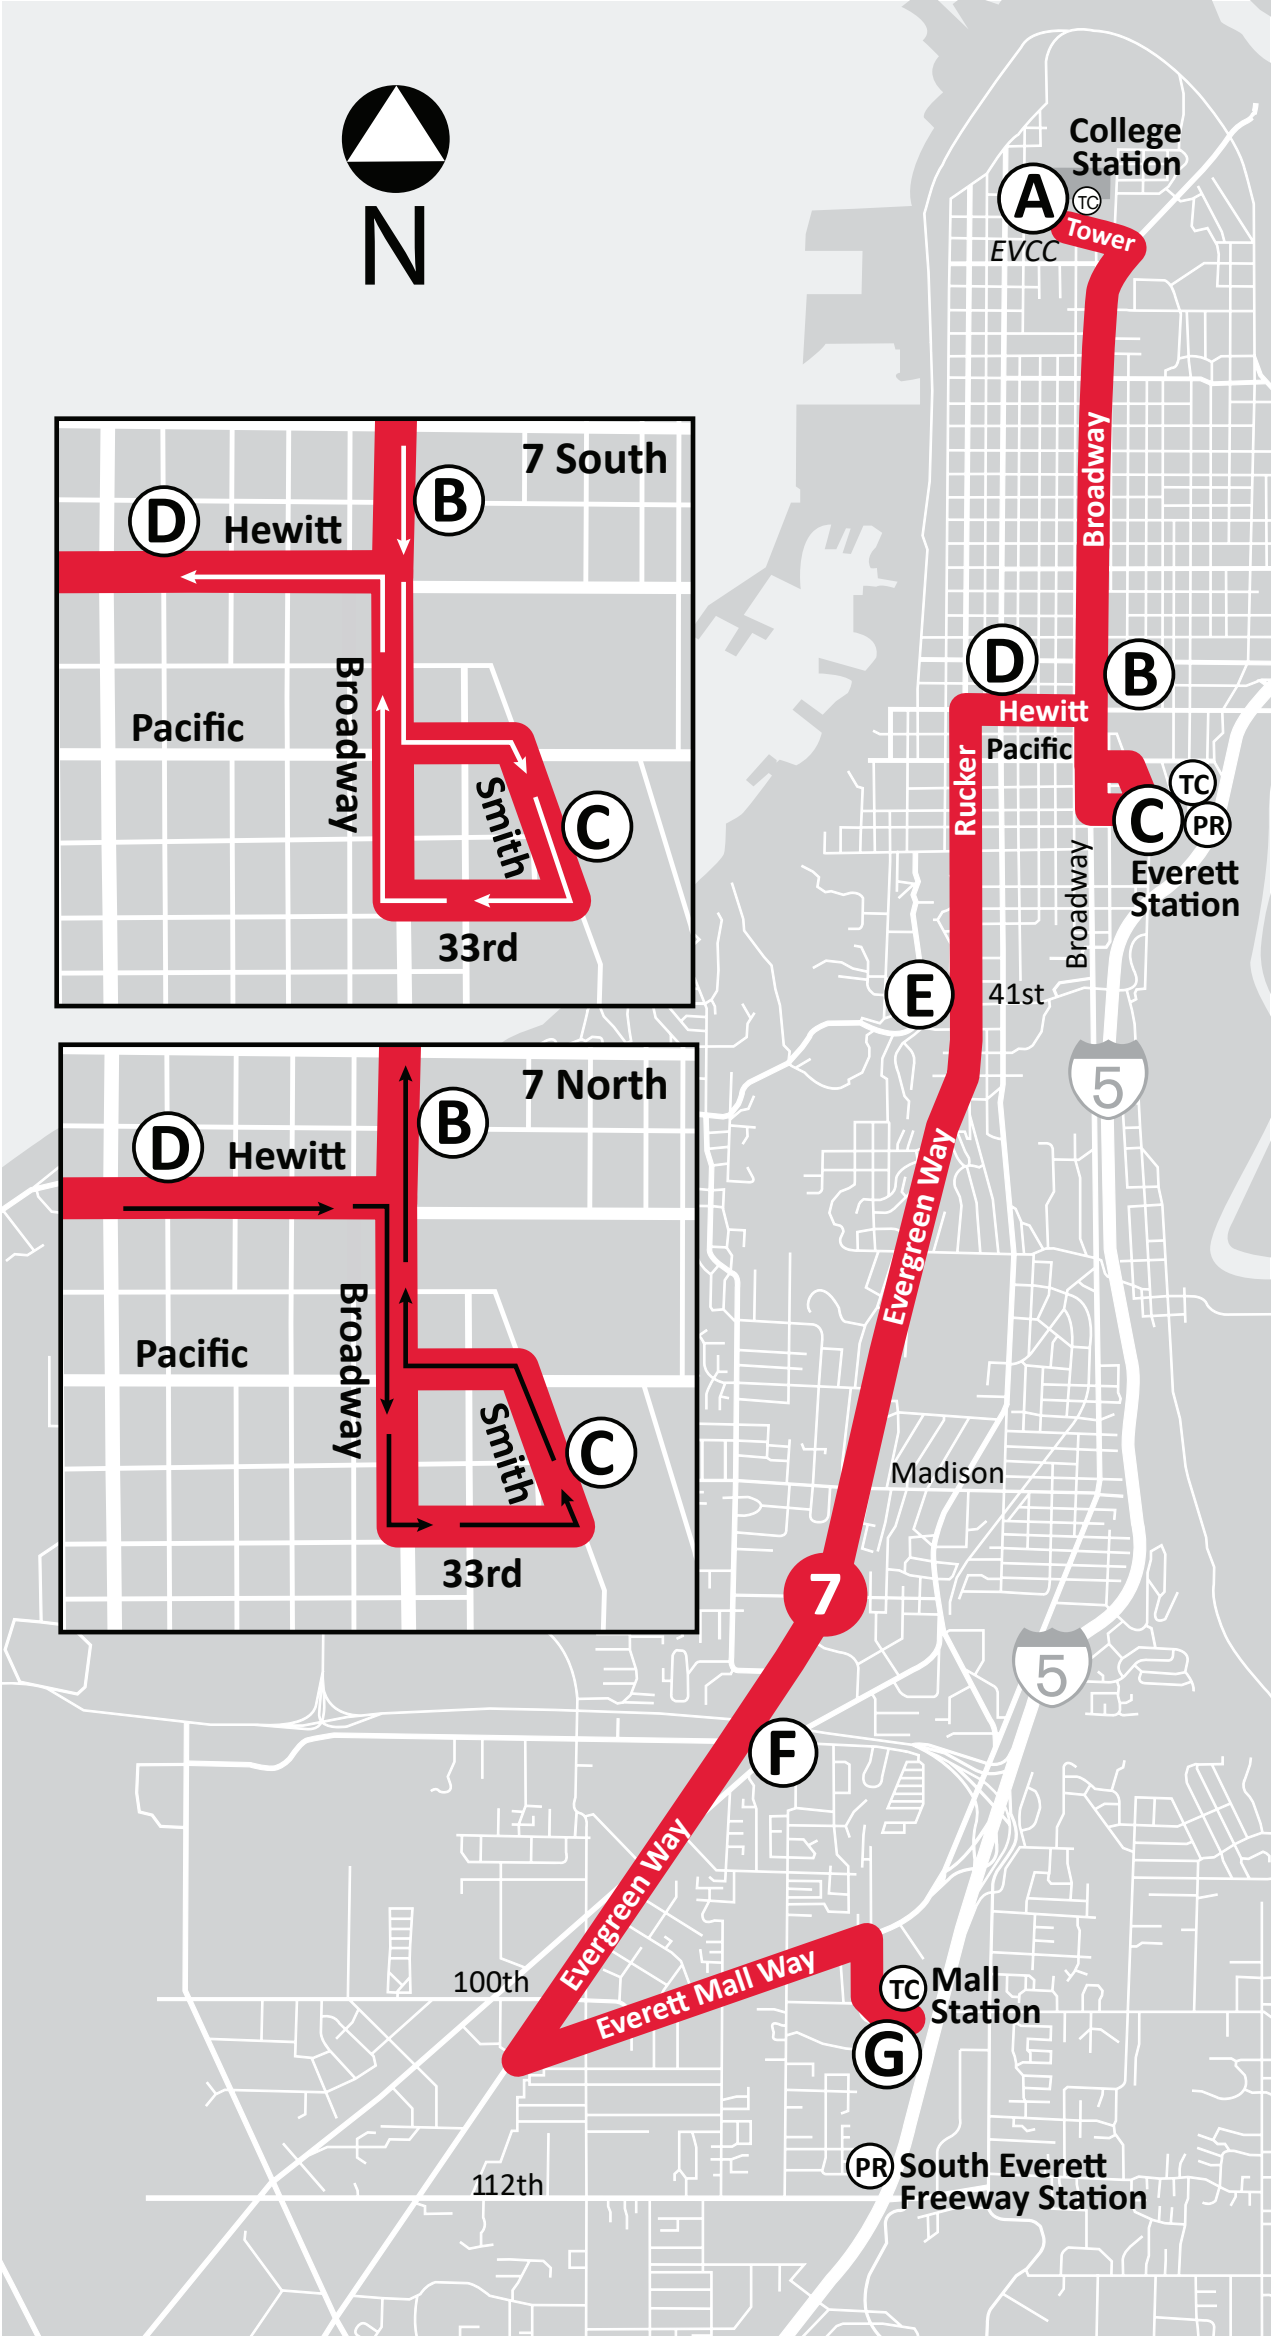 N
College
Station
A
TC
EVCC
Tower
Broadway
7 South
B
D
Hewitt
Broadway
Pacific
Smith
C
33rd
D
B
Hewitt
Pacific
Rucker
TC
C
PR
Everett
Station
Broadway
E
41st
5
7 North
B
D
Hewitt
Broadway
Pacific
Smith
C
33rd
Evergreen Way
Madison
7
5
F
Evergreen Way
100th
Everett Mall Way
TC
Mall
Station
G
PR
South Everett
Freeway Station
112th